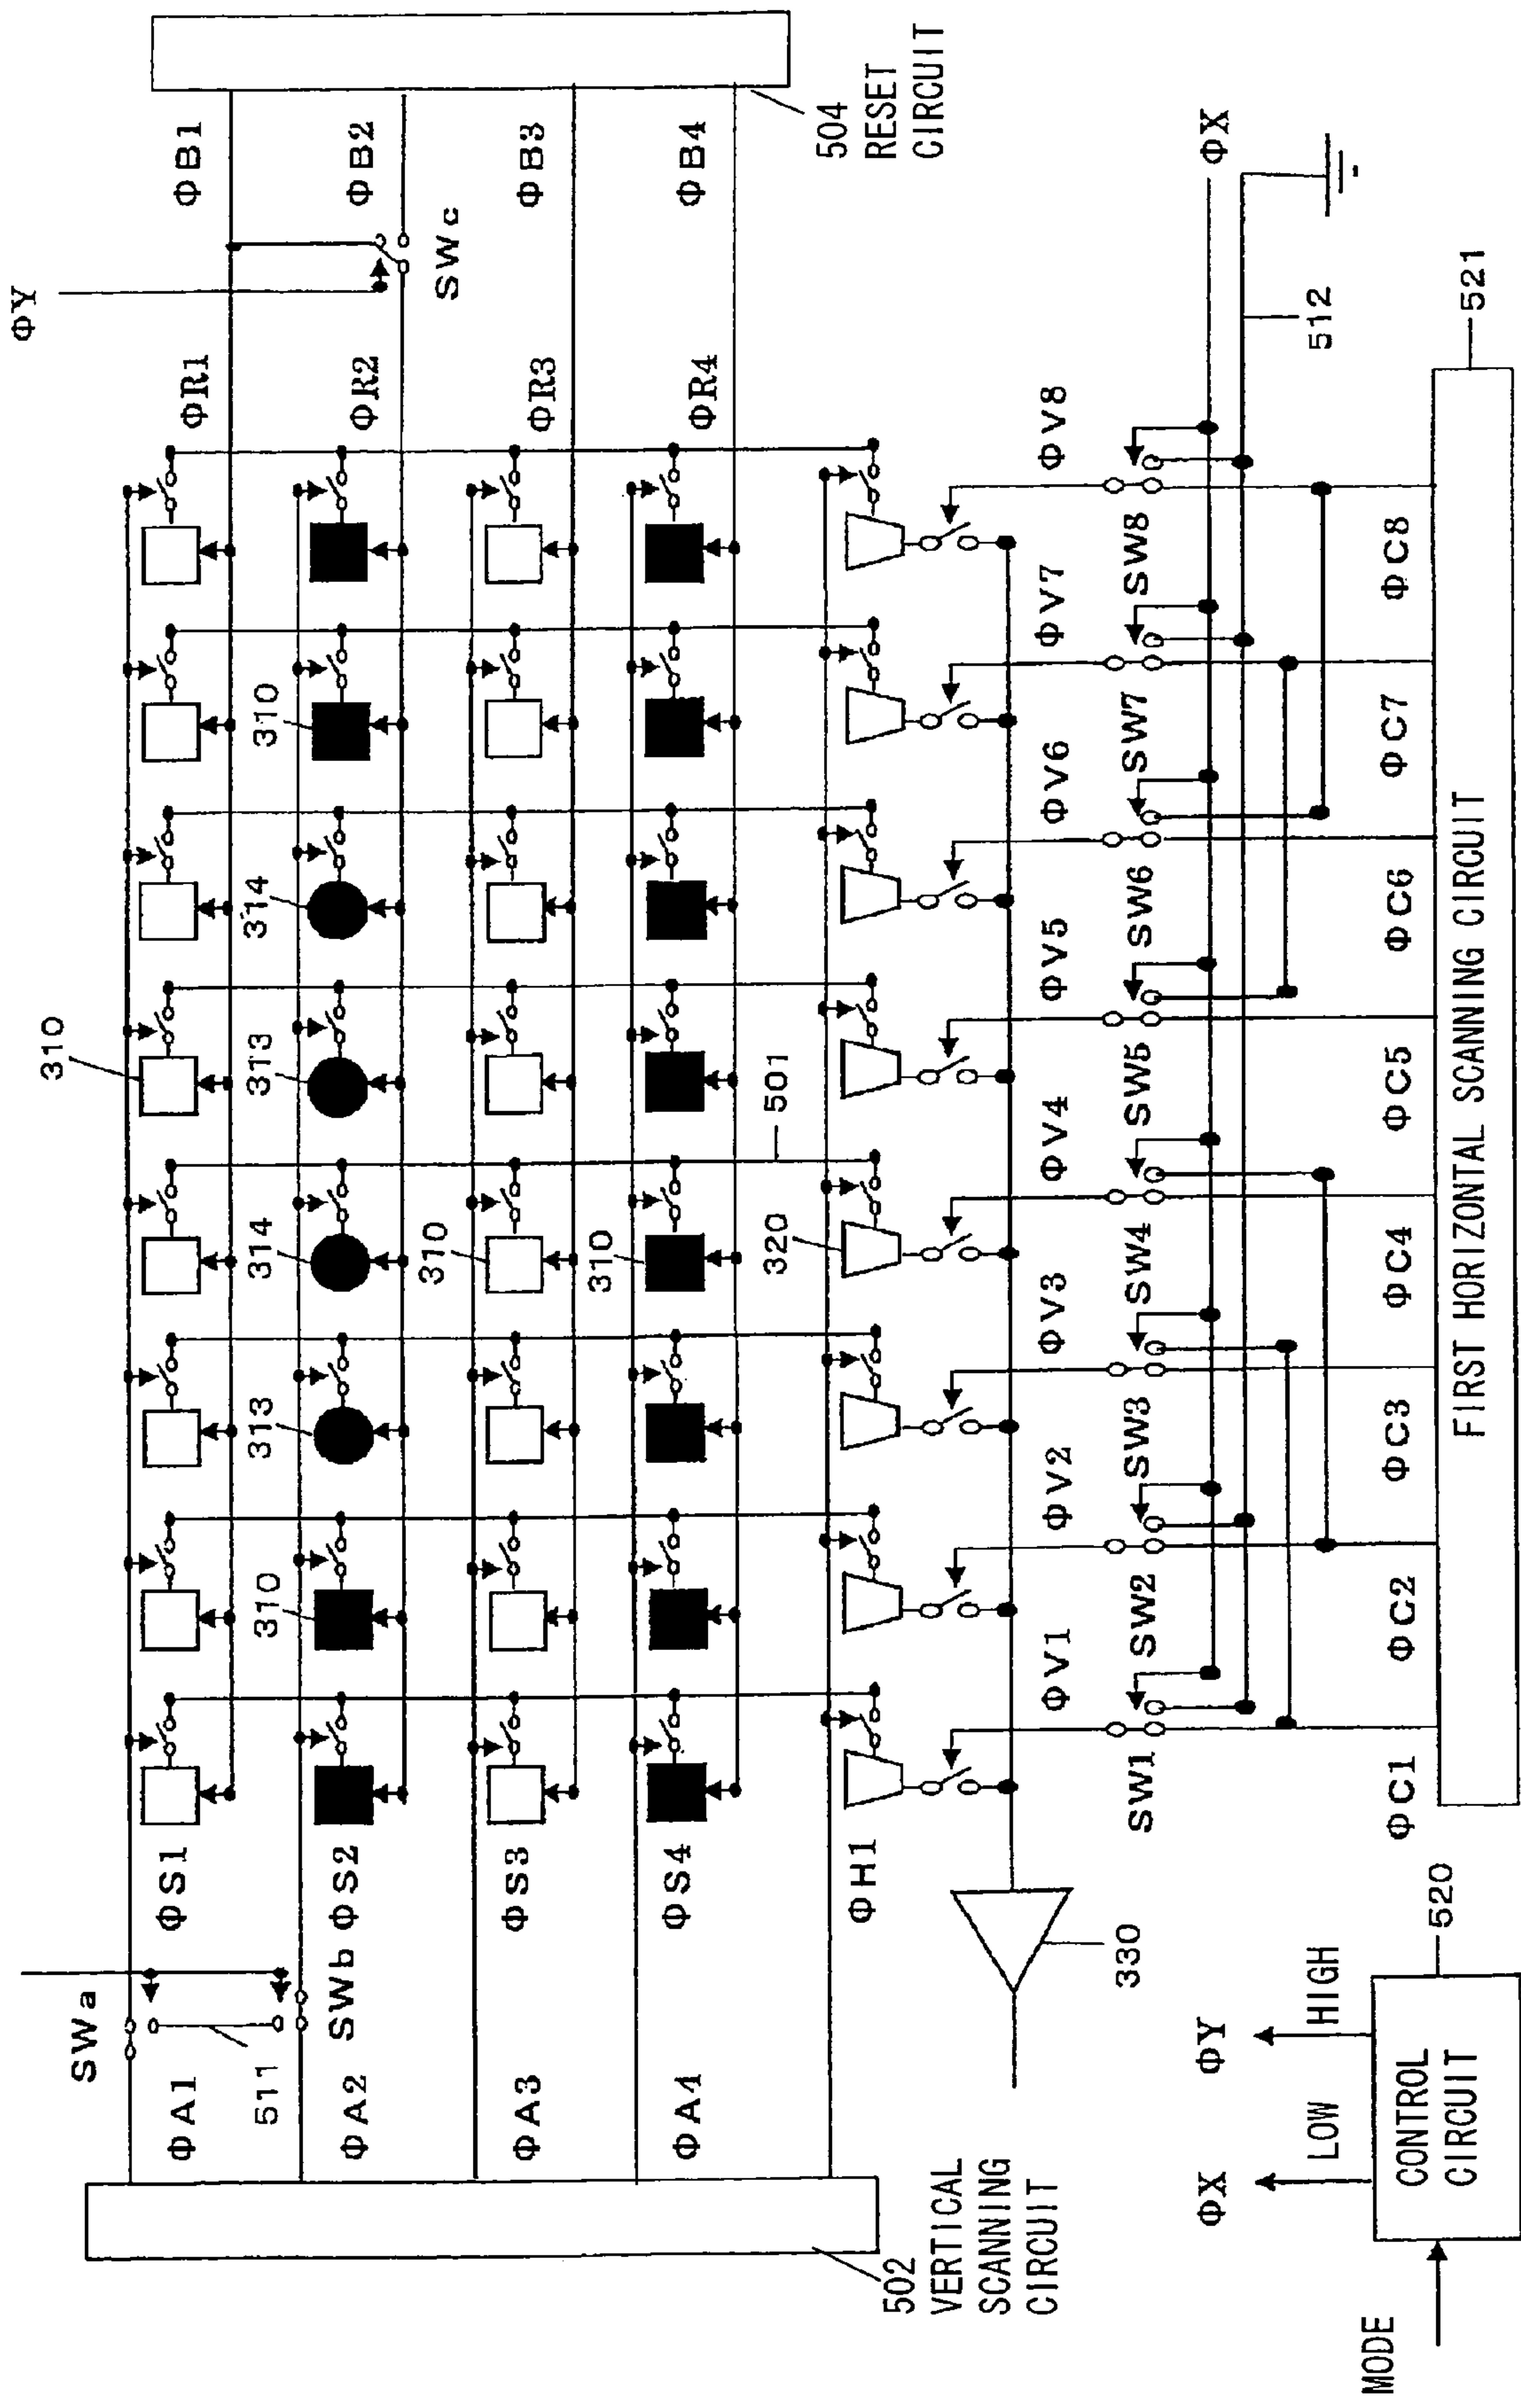 ΦY
ΦB1
ΦB2
ΦB3
ΦB4
504
RESET
CIRCUIT
SWc
ΦR1
ΦR2
ΦR3
ΦR4
310
310
314
313
314
313
310
310
310
501
320
ΦS1
ΦS2
ΦS3
ΦS4
ΦH1
SWa
SWb
511
ΦA1
ΦA2
ΦA3
ΦA4
502
VERTICAL
SCANNING
CIRCUIT
330
ΦV1
ΦV2
ΦV3
ΦV4
ΦV5
ΦV6
ΦV7
ΦV8
SW1
SW2
SW3
SW4
SW5
SW6
SW7
SW8
ΦX
512
ΦC1
ΦC2
ΦC3
ΦC4
ΦC5
ΦC6
ΦC7
ΦC8
FIRST HORIZONTAL SCANNING CIRCUIT
521
MODE
CONTROL
CIRCUIT
520
ΦX
LOW
ΦY
HIGH